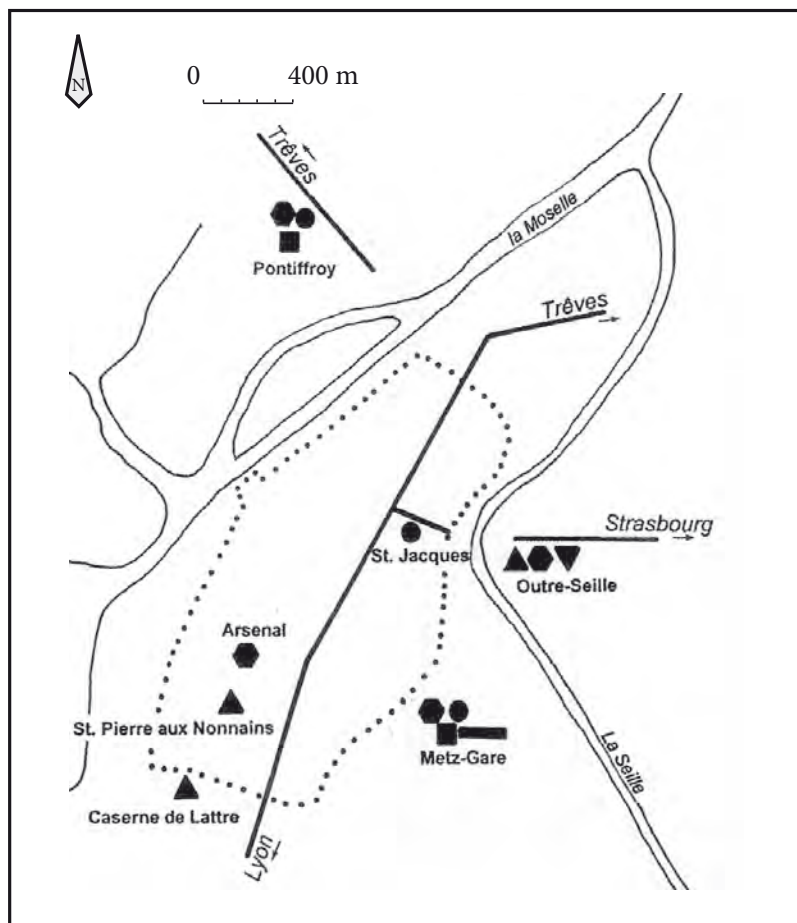 N
0 400 m
Trêves
la Moselle
Pontiffroy
Trêves
Strasbourg
St. Jacques
Outre-Seille
Arsenal
St. Pierre aux Nonnains
Metz-Gare
La Seille
Caserne de Lattre
Lyon